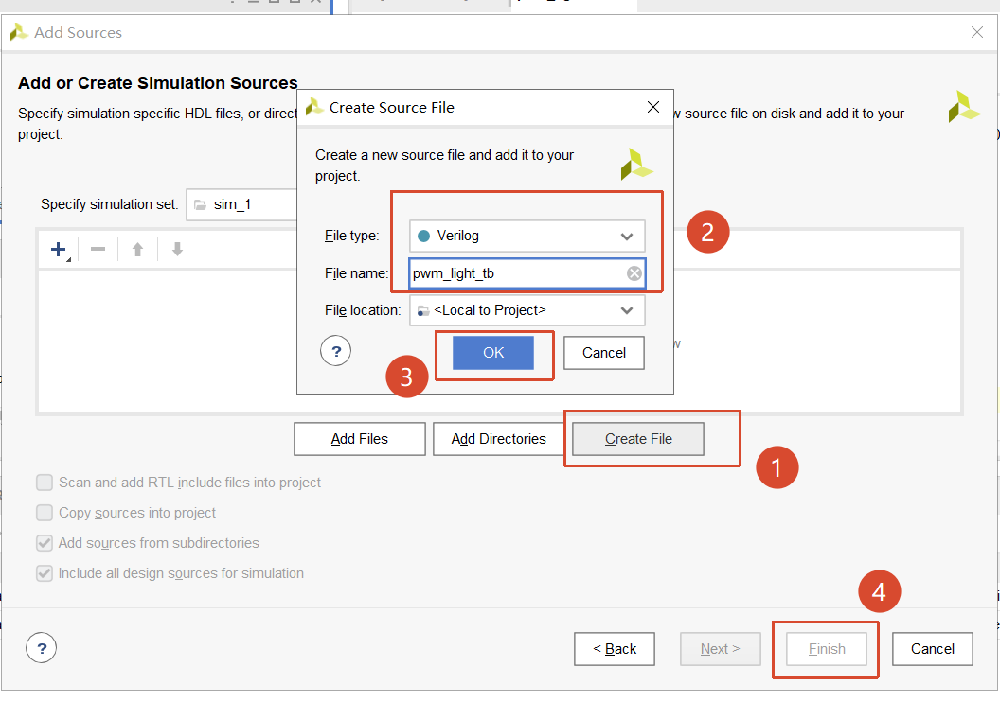 Add Sources
Add or Create Simulation Sources
Specify simulation specific HDL files, or direct
w source file on disk and add it to your
project.
Specify simulation set:
sim_1
Create Source File
Create a new source file and add it to your
project.
File type:
Verilog
File name:
pwm_light_tb
File location:
<Local to Project>
?
OK
Cancel
2
3
w
Add Files
Add Directories
Create File
1
Scan and add RTL include files into project
Copy sources into project
Add sources from subdirectories
Include all design sources for simulation
4
?
< Back
Next >
Finish
Cancel